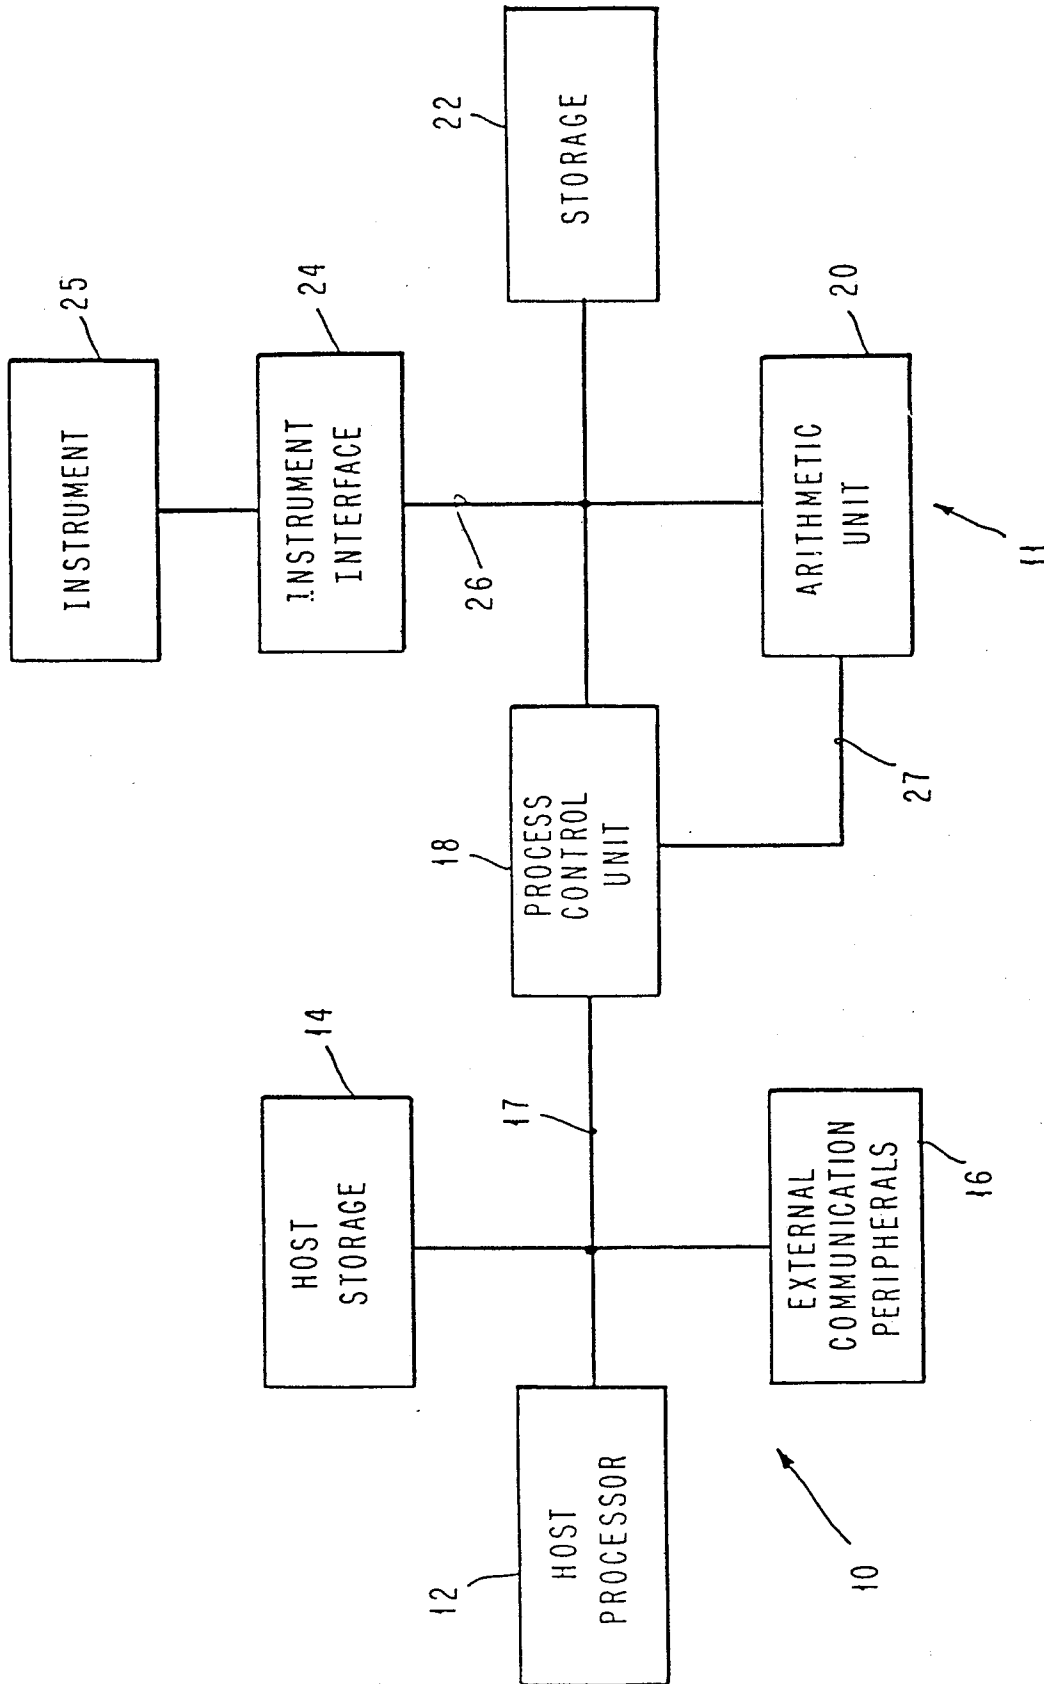 INSTRUMENT
25
INSTRUMENT
INTERFACE
24
26
STORAGE
22
ARITHMETIC
UNIT
20
11
27
PROCESS
CONTROL
UNIT
18
17
HOST
STORAGE
14
HOST
PROCESSOR
12
EXTERNAL
COMMUNICATION
PERIPHERALS
16
10